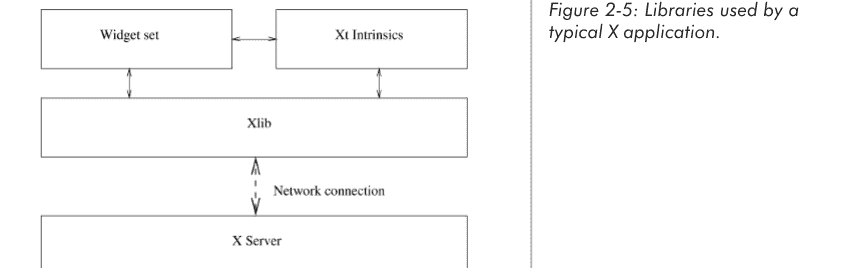 Widget set
Xt Intrinsics
Xlib
Network connection
X Server
Figure 2-5: Libraries used by a
typical X application.